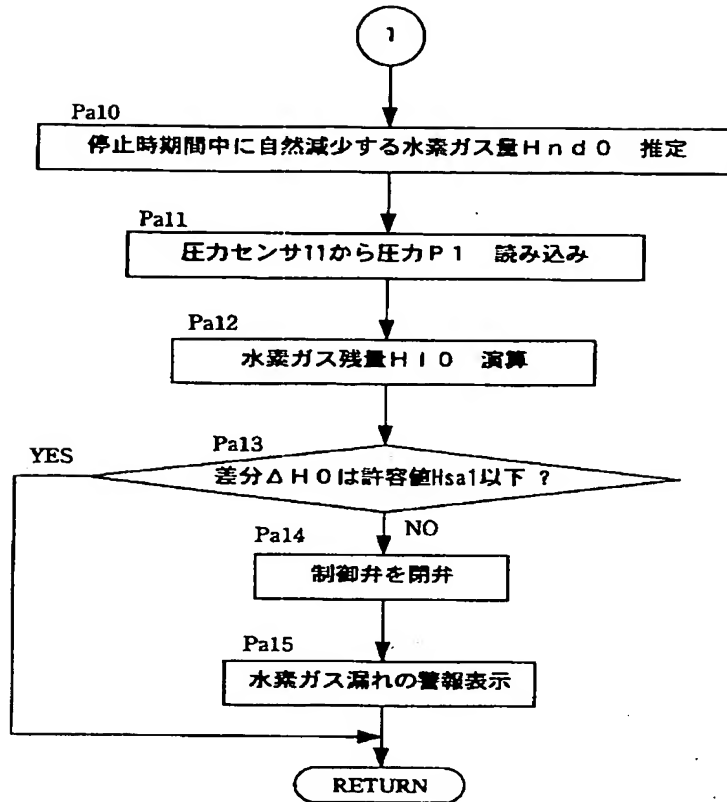 1
Pa10
停止時期間中に自然減少する水素ガス量Hnd0 推定
Pa11
圧力センサ11から圧力P1 読み込み
Pa12
水素ガス残量Hl0 演算
Pa13
YES
差分ΔH0は許容値Hsa1以下 ?
NO
Pa14
制御弁を閉弁
Pa15
水素ガス漏れの警報表示
RETURN